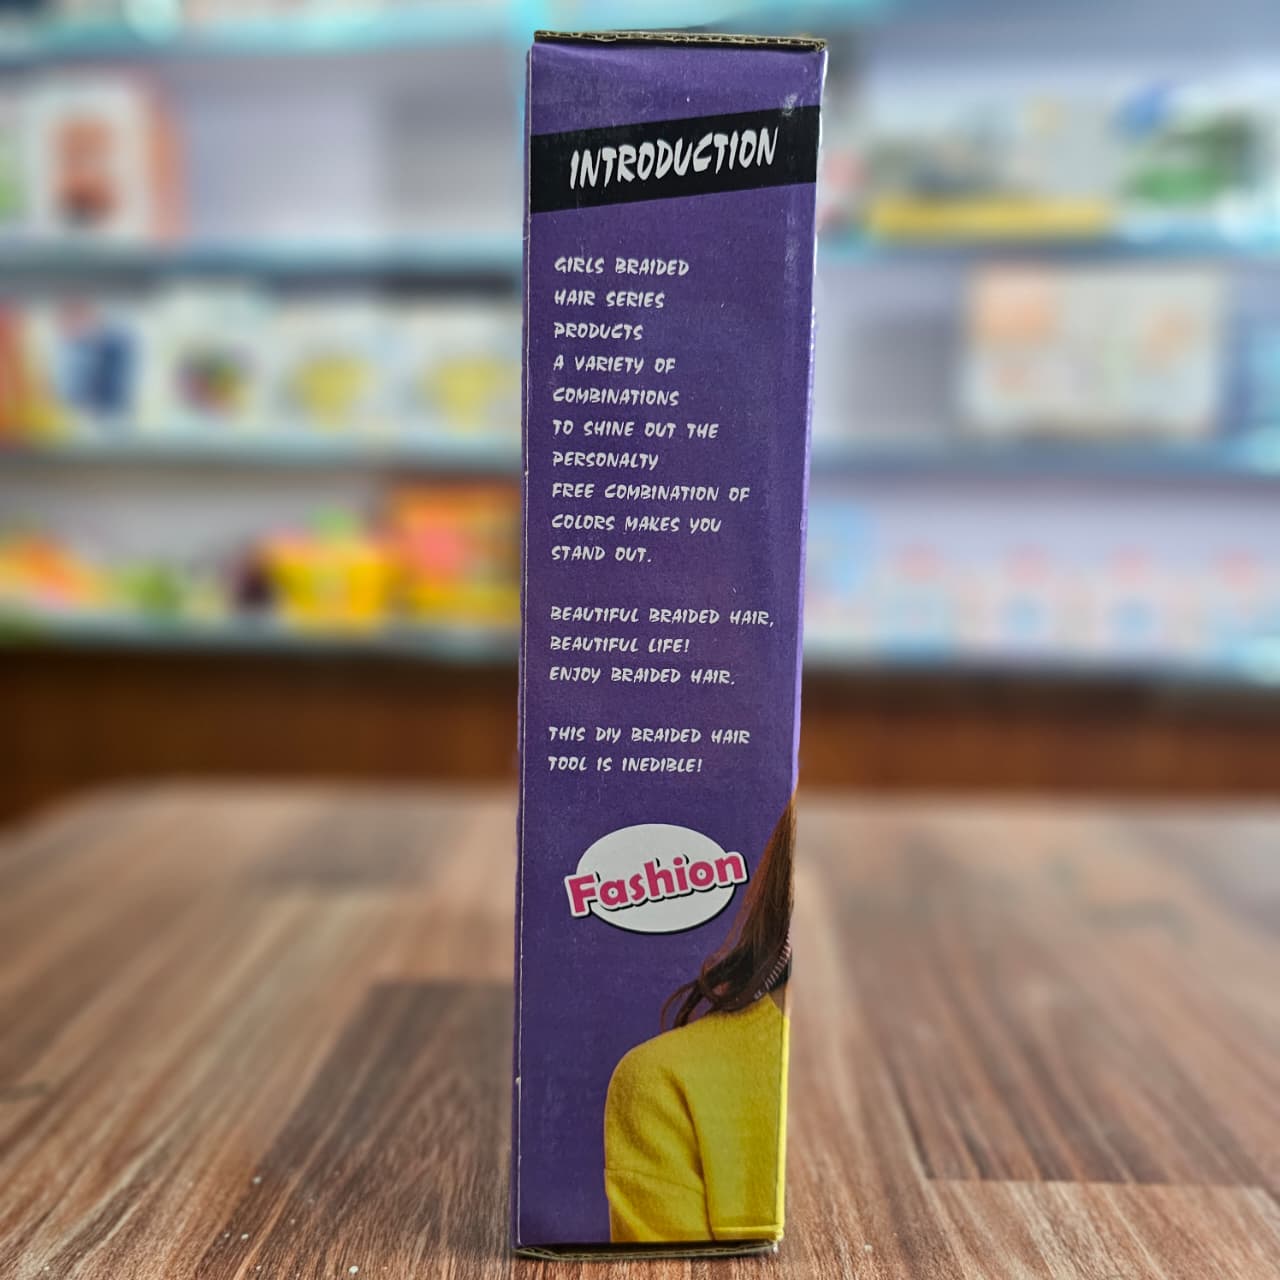 INTRODUCTION
GIRLS BRAIDED
HAIR SERIES
PRODUCTS
A VARIETY OF
COMBINATIONS
TO SHINE OUT THE
PERSONALTY
FREE COMBINATION OF
COLORS MAKES YOU
STAND OUT.
BEAUTIFUL BRAIDED HAIR,
BEAUTIFUL LIFE!
ENJOY BRAIDED HAIR.
THIS DIY BRAIDED HAIR
TOOL IS INEDIBLE!
Fashion